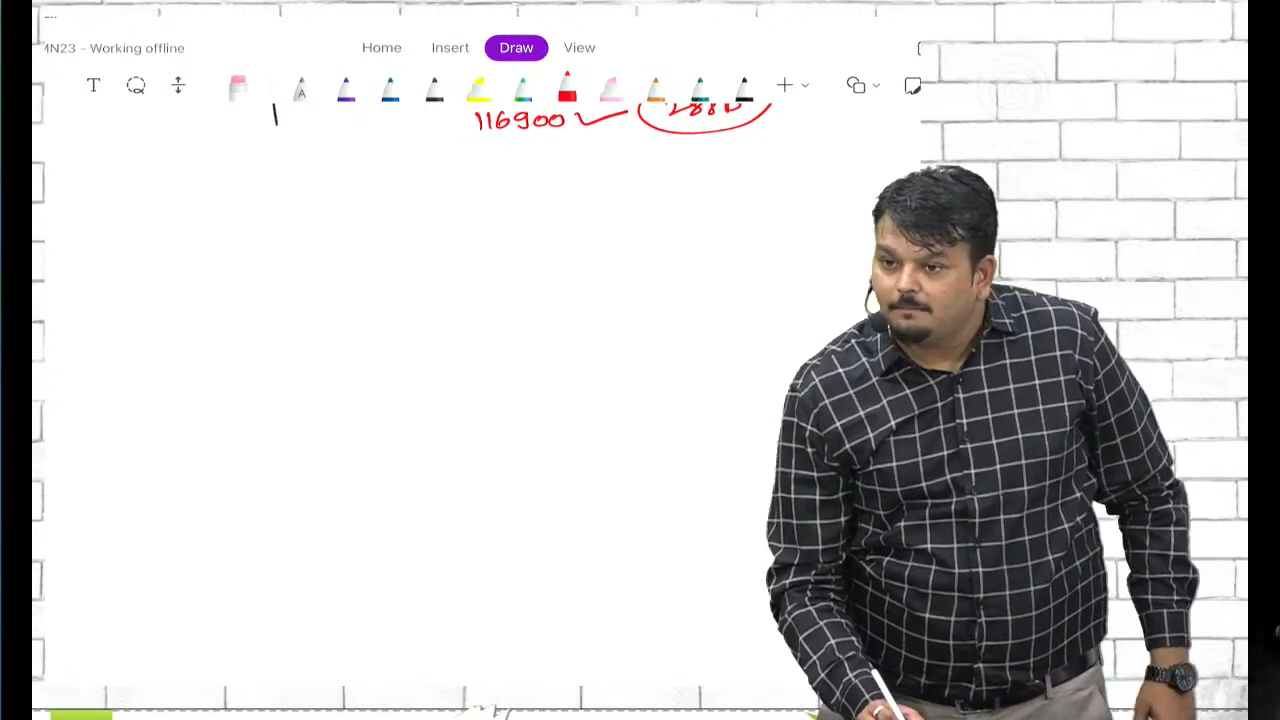 MN23 – Working offline
Home Insert Draw View
T
A
116900